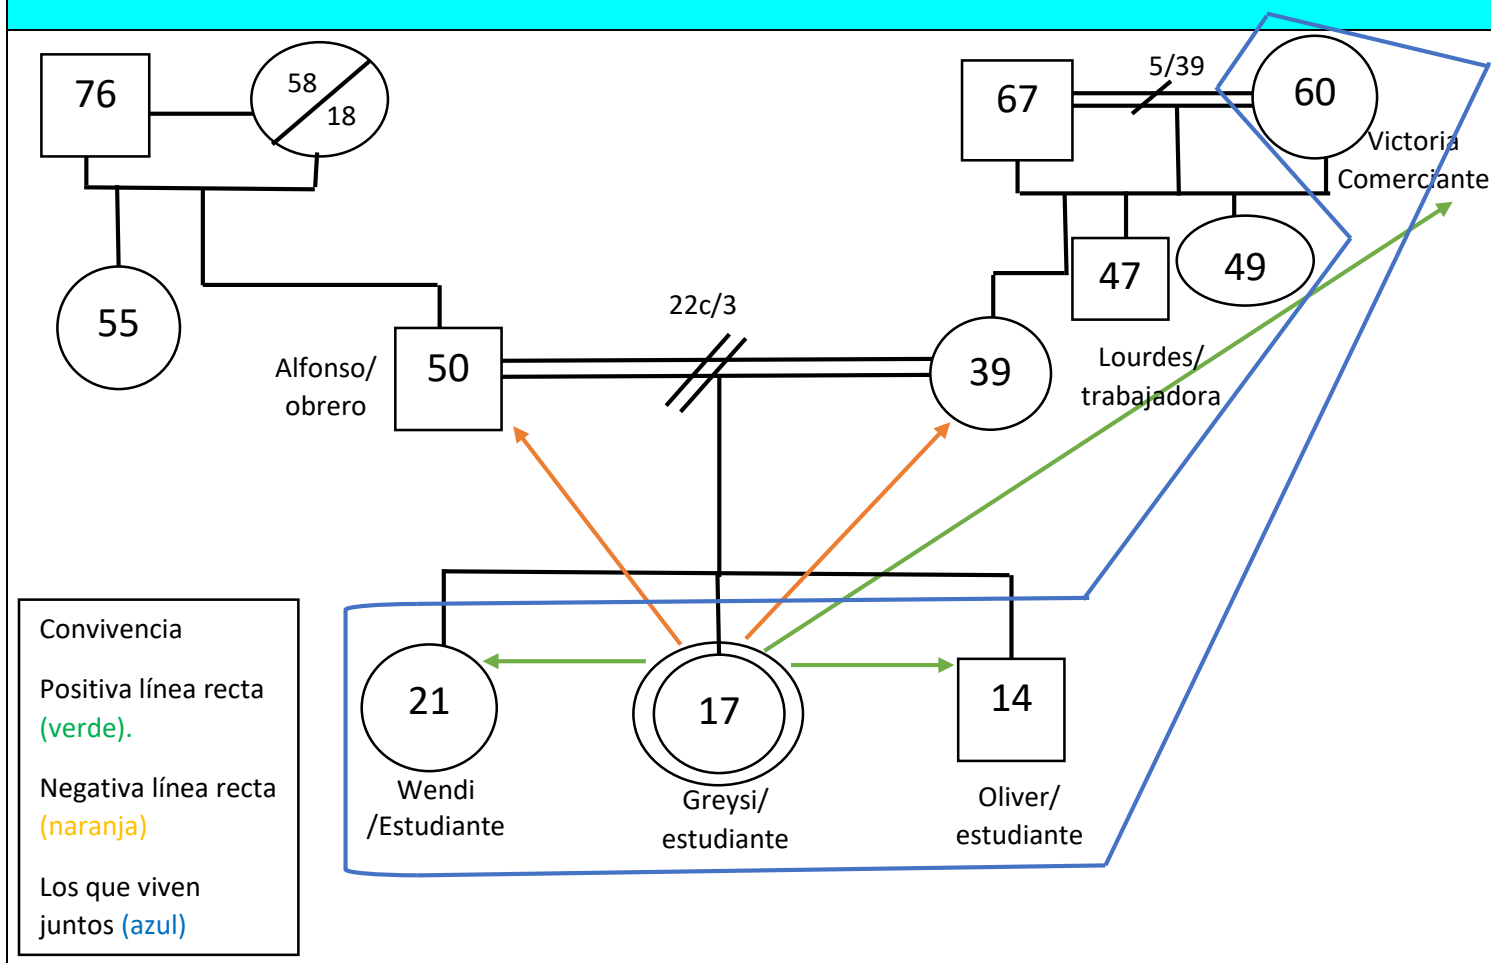 76
58
18
67
5/39
60
Victoria
Comerciante
55
47
49
22c/3
Alfonso/
obrero
50
39
Lourdes/
trabajadora
Convivencia
Positiva línea recta
(verde).
Negativa línea recta
(naranja)
Los que viven
juntos (azul)
21
17
14
Wendi
/Estudiante
Greysi/
estudiante
Oliver/
estudiante